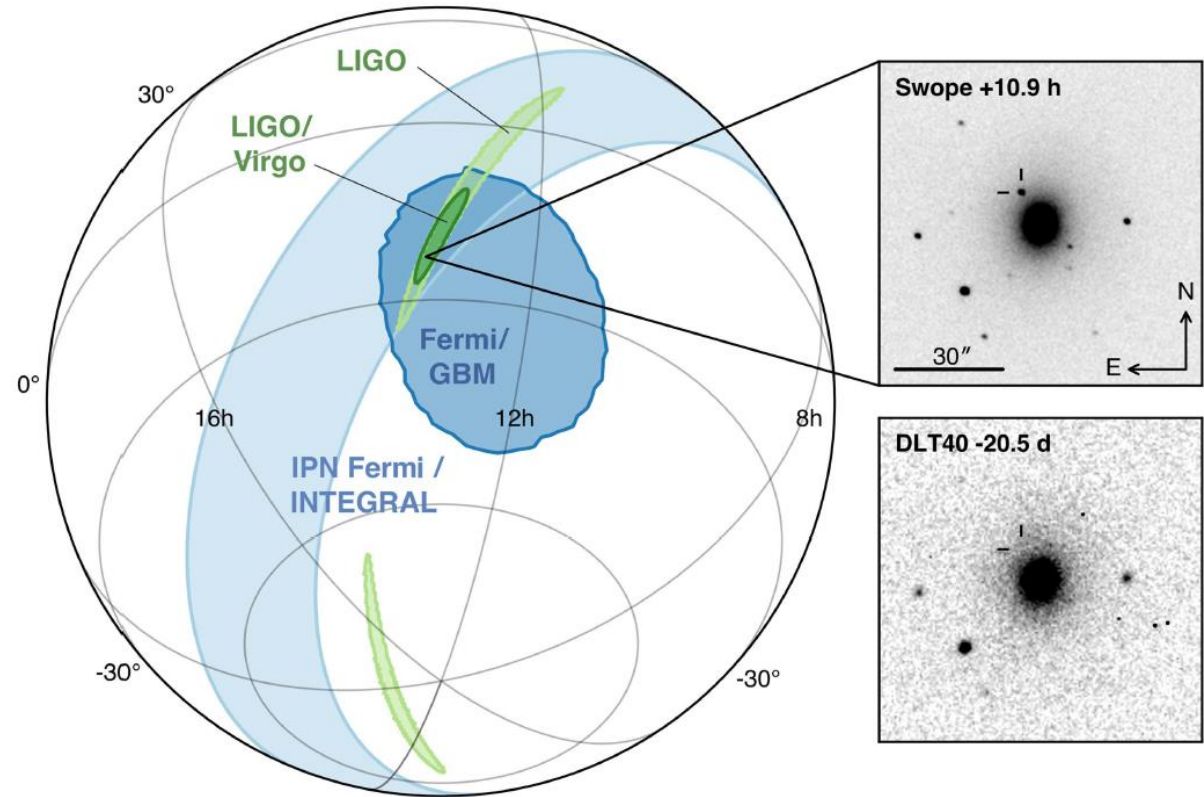 LIGO
30°
LIGO/
Virgo
Fermi/
GBM
0°
16h
12h
8h
IPN Fermi /
INTEGRAL
-30°
-30°
Swope +10.9 h
N
30″
E
DLT40 -20.5 d